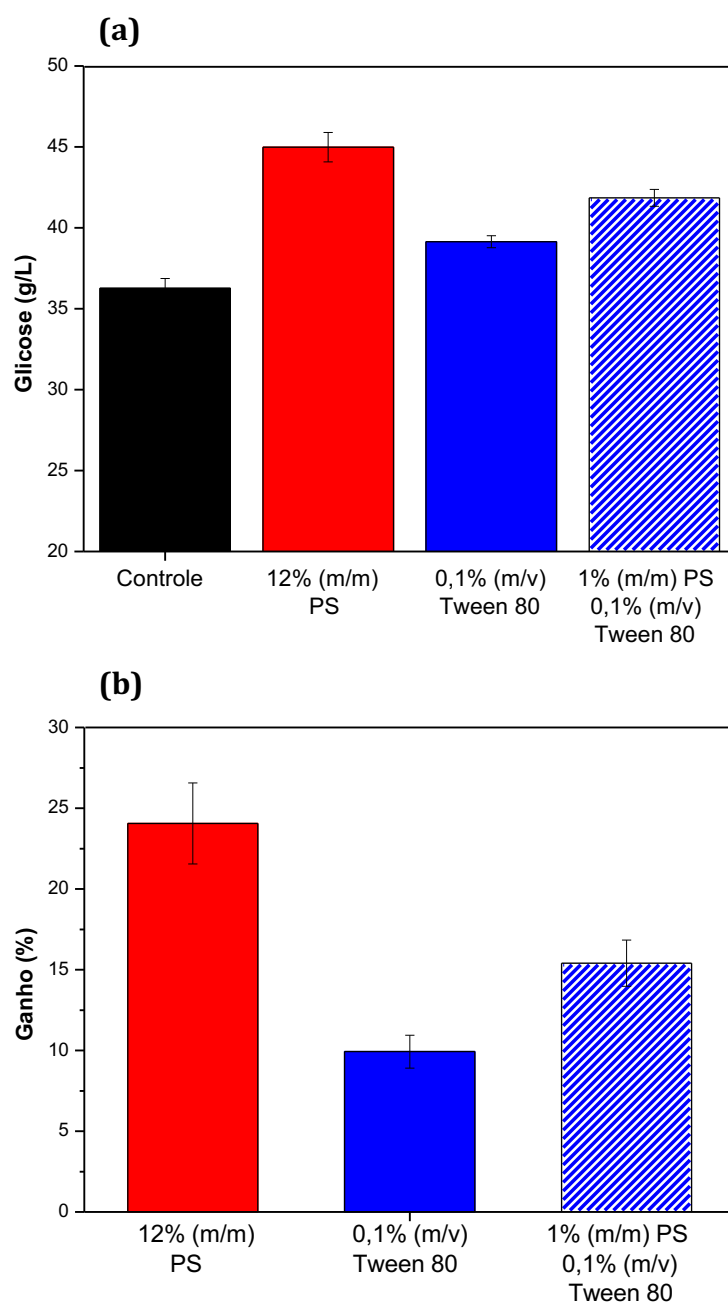 (a)
50
45
40
35
30
25
20
Glicose (g/L)
Controle
12% (m/m)
PS
0,1% (m/v)
Tween 80
1% (m/m) PS
0,1% (m/v)
Tween 80
(b)
30
25
20
15
10
5
0
Ganho (%)
12% (m/m)
PS
0,1% (m/v)
Tween 80
1% (m/m) PS
0,1% (m/v)
Tween 80